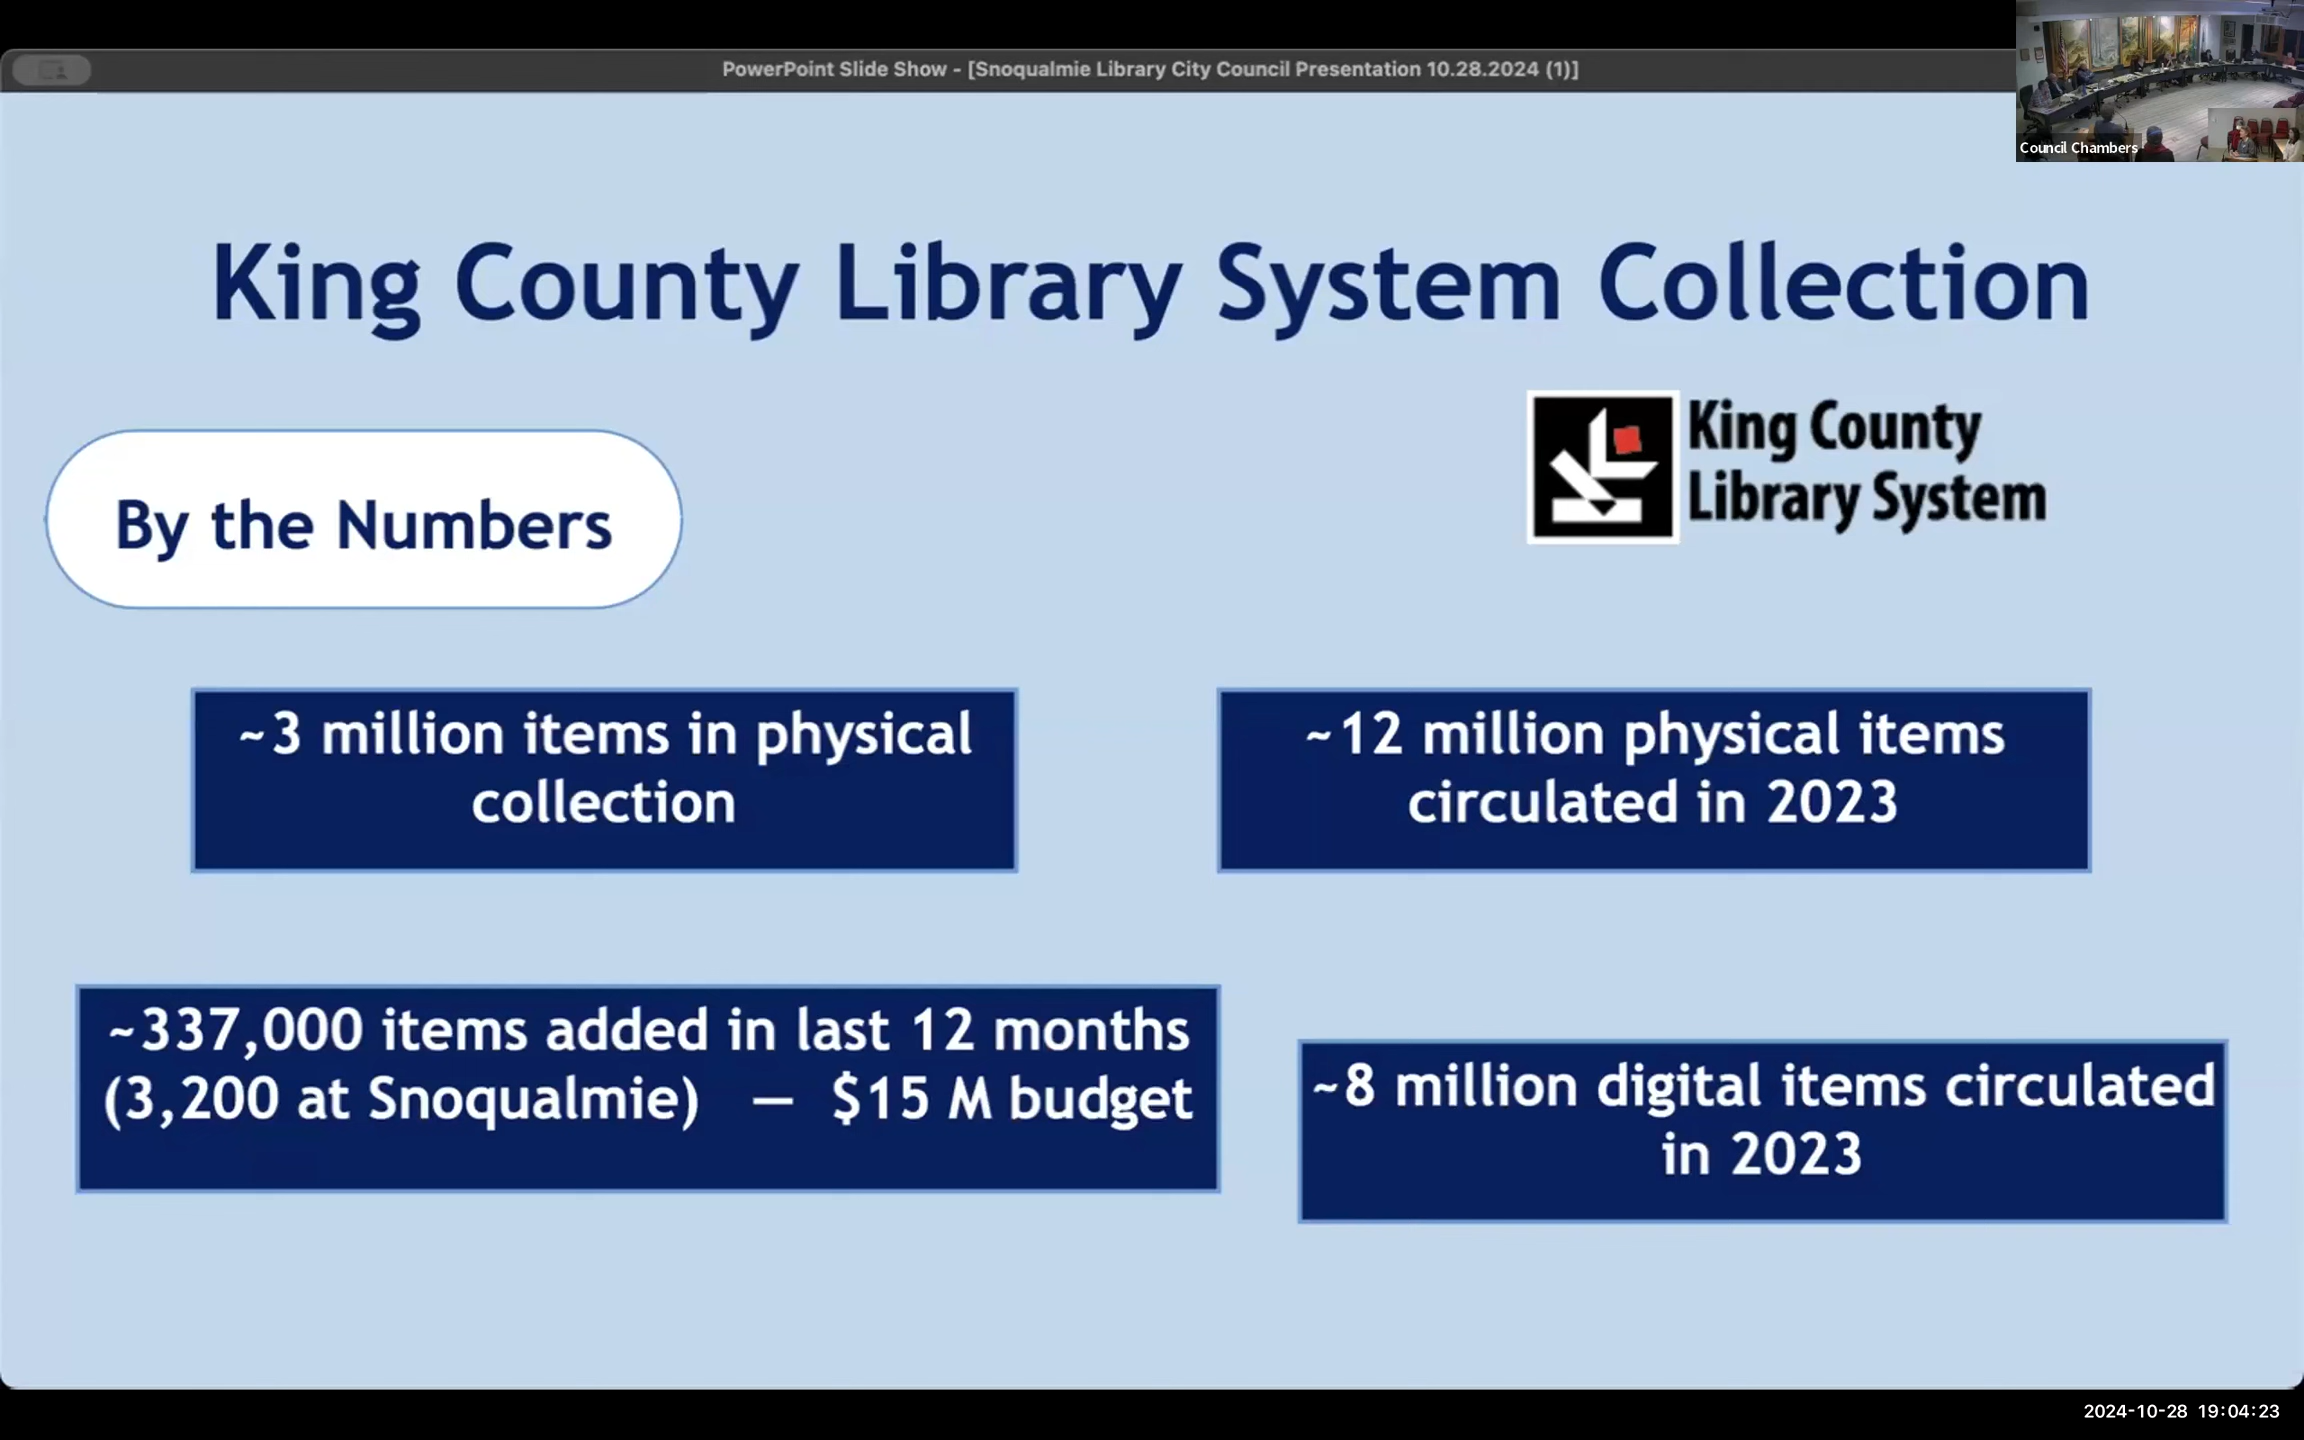 PowerPoint Slide Show - [Snoqualmie Library City Council Presentation 10.28.2024 (1)]
Council Chambers
King County Library System Collection
King County
Library System
By the Numbers
~3 million items in physical
collection
~12 million physical items
circulated in 2023
~337,000 items added in last 12 months
(3,200 at Snoqualmie) — $15 M budget
~8 million digital items circulated
in 2023
2024-10-28 19:04:23